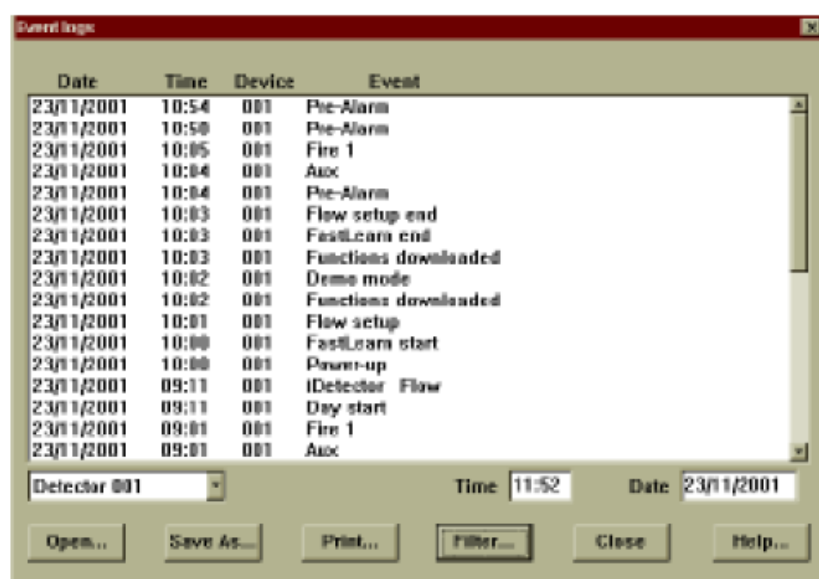 Event logs
Date Time Device Event
23/11/2001 10:54 001 Pre-Alarm
23/11/2001 10:50 001 Pre-Alarm
23/11/2001 10:05 001 Fire 1
23/11/2001 10:04 001 Aux
23/11/2001 10:04 001 Pre-Alarm
23/11/2001 10:03 001 Flow setup end
23/11/2001 10:03 001 FastLearn end
23/11/2001 10:03 001 Functions downloaded
23/11/2001 10:02 001 Demo mode
23/11/2001 10:02 001 Functions downloaded
23/11/2001 10:01 001 Flow setup
23/11/2001 10:00 001 FastLearn start
23/11/2001 10:00 001 Power-up
23/11/2001 09:11 001 iDetector Flow
23/11/2001 09:11 001 Day start
23/11/2001 09:01 001 Fire 1
23/11/2001 09:01 001 Aux
Detector 001 Time 11:52 Date 23/11/2001
Open... Save As... Print... Filter... Close Help...